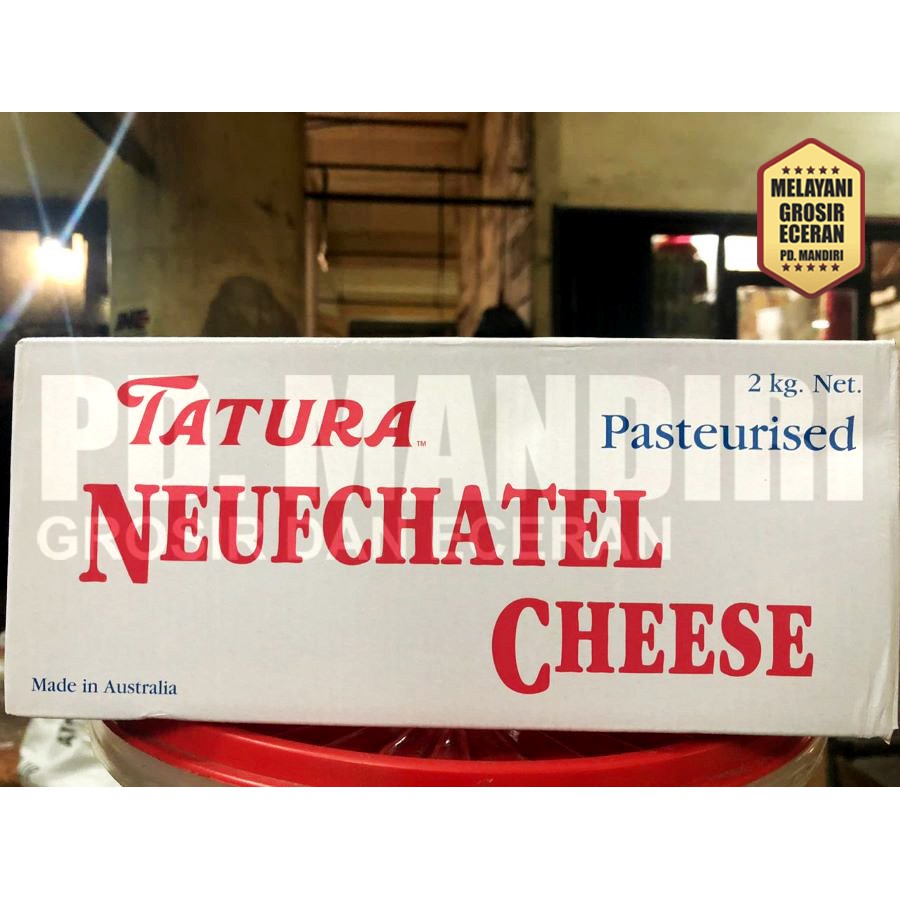 MELAYANI
GROSIR
ECERAN
PD. MANDIRI
2 kg. Net.
TATURA™
Pasteurised
PD. MANDIRI
NEUFCHATEL
GROSIR DAN ECERAN
CHEESE
Made in Australia